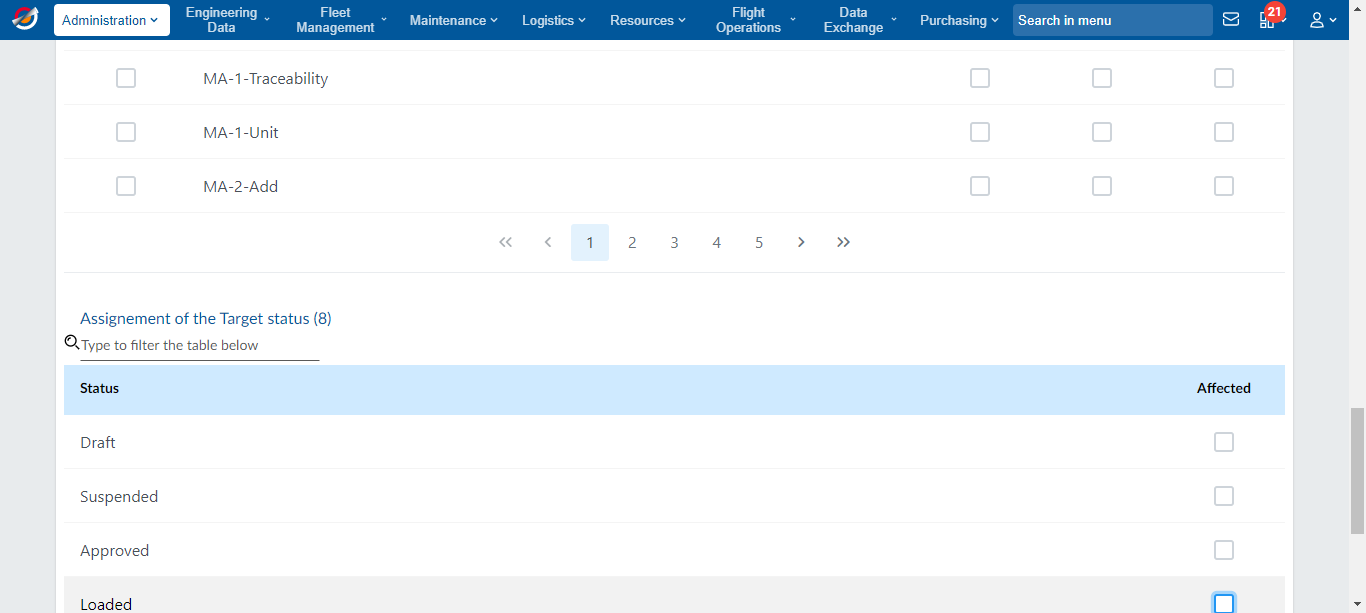 Administration
Engineering Data
Fleet Management
Maintenance
Logistics
Resources
Flight Operations
Data Exchange
Purchasing
Search in menu
21
MA-1-Traceability
MA-1-Unit
MA-2-Add
1 2 3 4 5
Assignement of the Target status (8)
Type to filter the table below
Status Affected
Draft
Suspended
Approved
Loaded